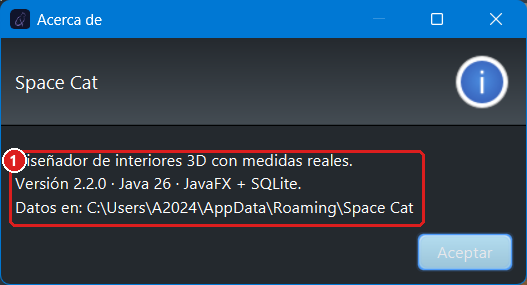 Acerca de
Space Cat
1
iseñador de interiores 3D con medidas reales.
Versión 2.2.0 · Java 26 · JavaFX + SQLite.
Datos en: C:\Users\A2024\AppData\Roaming\Space Cat
Aceptar